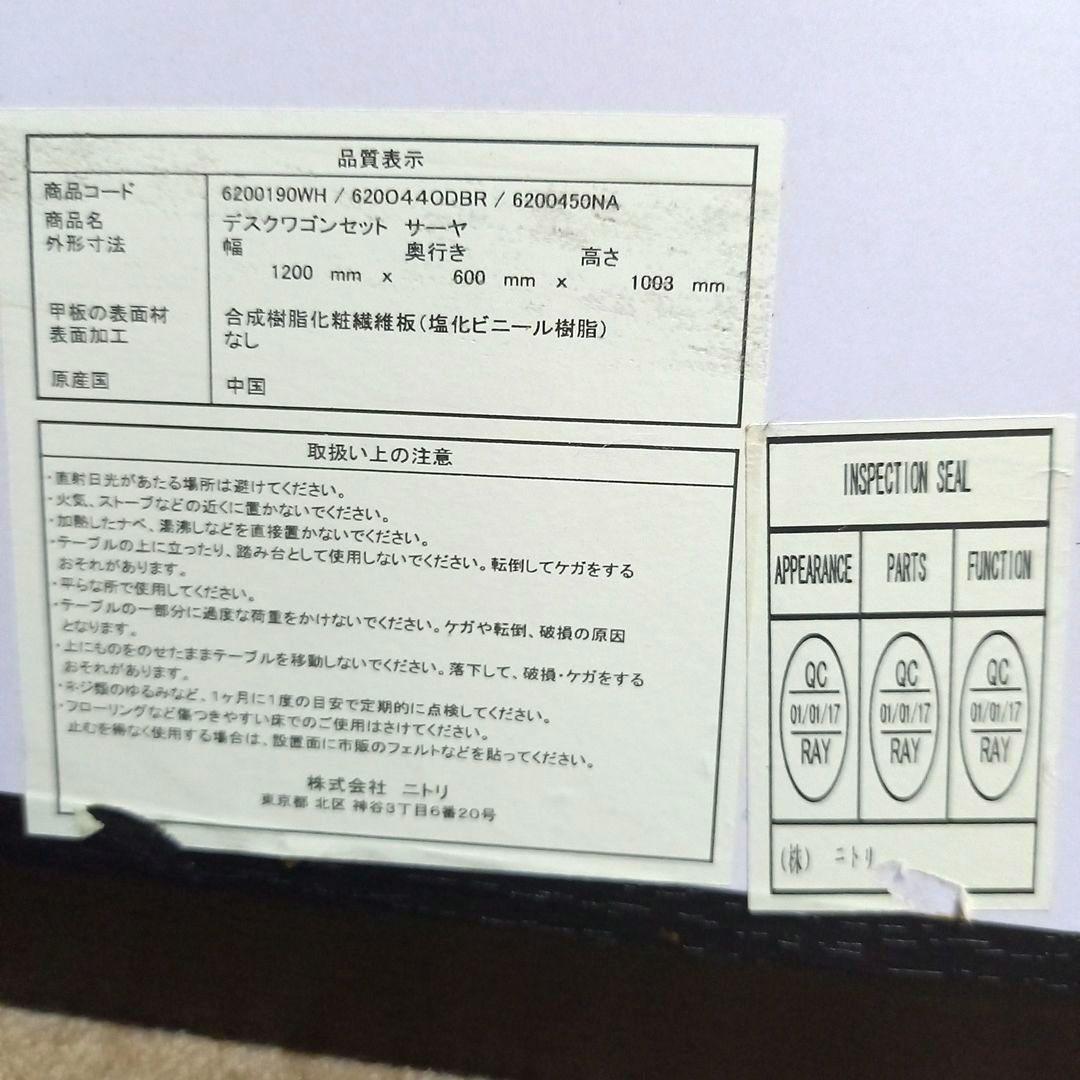 品質表示
商品コード 6200190WH / 6200440DBR / 6200450NA
商品名 デスクワゴンセット サーヤ
外形寸法 幅 奥行き 高さ
1200 mm x 600 mm x 1003 mm
甲板の表面材 合成樹脂化粧繊維板(塩化ビニール樹脂)
表面加工 なし
原産国 中国
取扱い上の注意
・直射日光があたる場所は避けてください。
・火気、ストーブなどの近くに置かないでください。
・加熱したナベ、湯沸しなどを直接置かないでください。
・テーブルの上に立ったり、踏み台として使用しないでください。転倒してケガをする
おそれがあります。
・平らな所で使用してください。
・テーブルの一部分に過度な荷重をかけないでください。ケガや転倒、破損の原因
となります。
・上にものをのせたままテーブルを移動しないでください。落下して、破損・ケガをする
おそれがあります。
・ネジ類のゆるみなど、1ヶ月に1度の目安で定期的に点検してください。
・フローリングなど傷つきやすい床でのご使用はさけてください。
止むを得なく使用する場合は、設置面に市販のフェルトなどを貼ってください。
株式会社 ニトリ
東京都 北区 神谷3丁目6番20号
INSPECTION SEAL
APPEARANCE PARTS FUNCTION
QC QC QC
01/01/17 01/01/17 01/01/17
RAY RAY RAY
(株) ニトリ